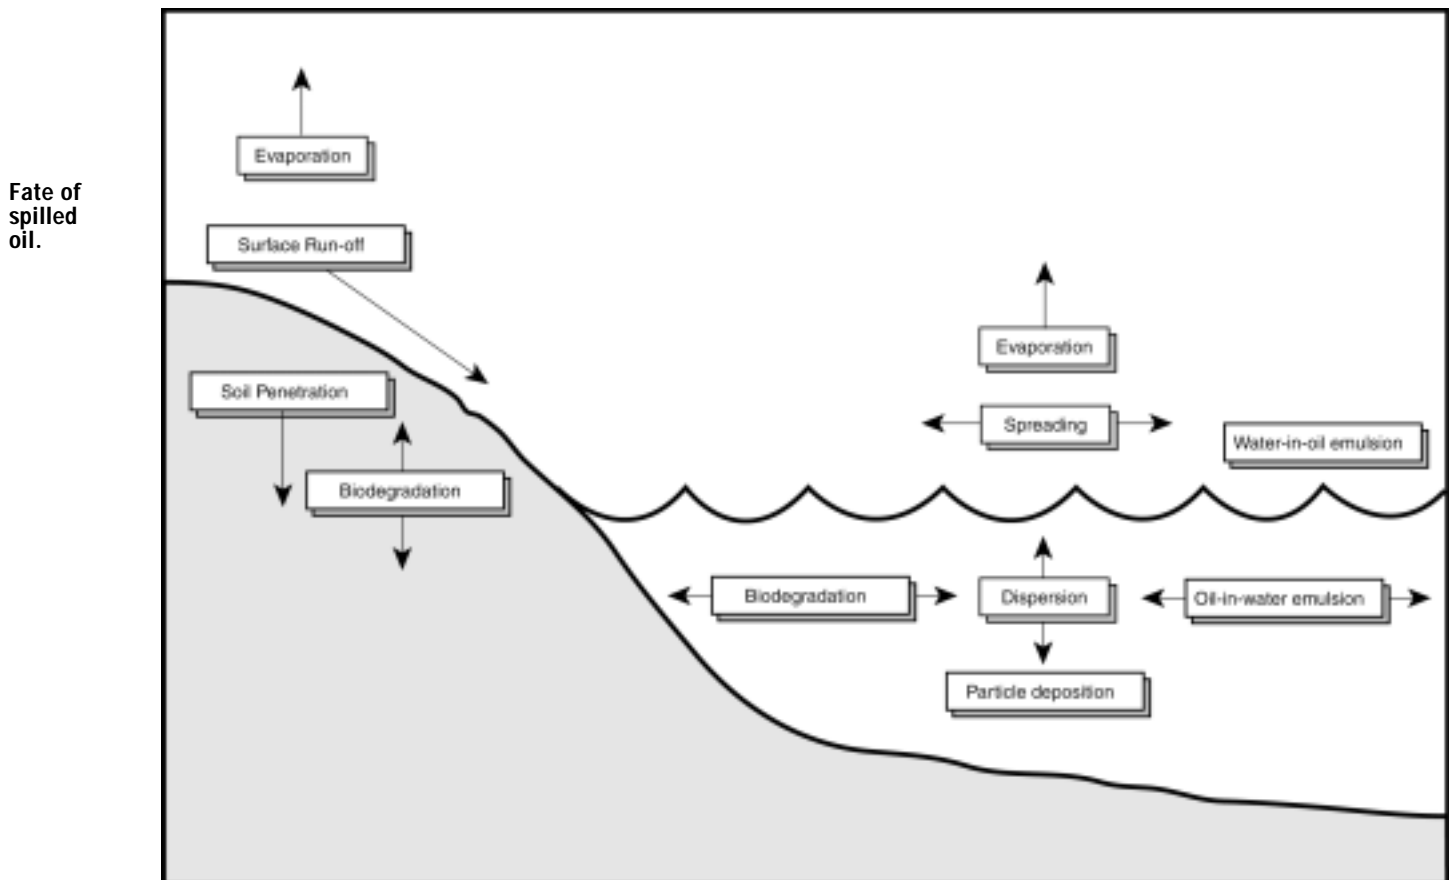 Fate of
spilled
oil.
Evaporation
Surface Run-off
Soil Penetration
Biodegradation
Evaporation
Spreading
Water-in-oil emulsion
Biodegradation
Dispersion
Oil-in-water emulsion
Particle deposition